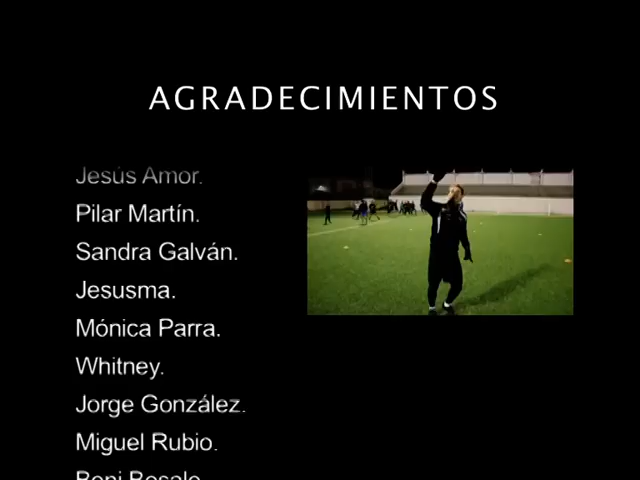 AGRADECIMIENTOS
Jesús Amor.
Pilar Martín.
Sandra Galván.
Jesusma.
Mónica Parra.
Whitney.
Jorge González.
Miguel Rubio.